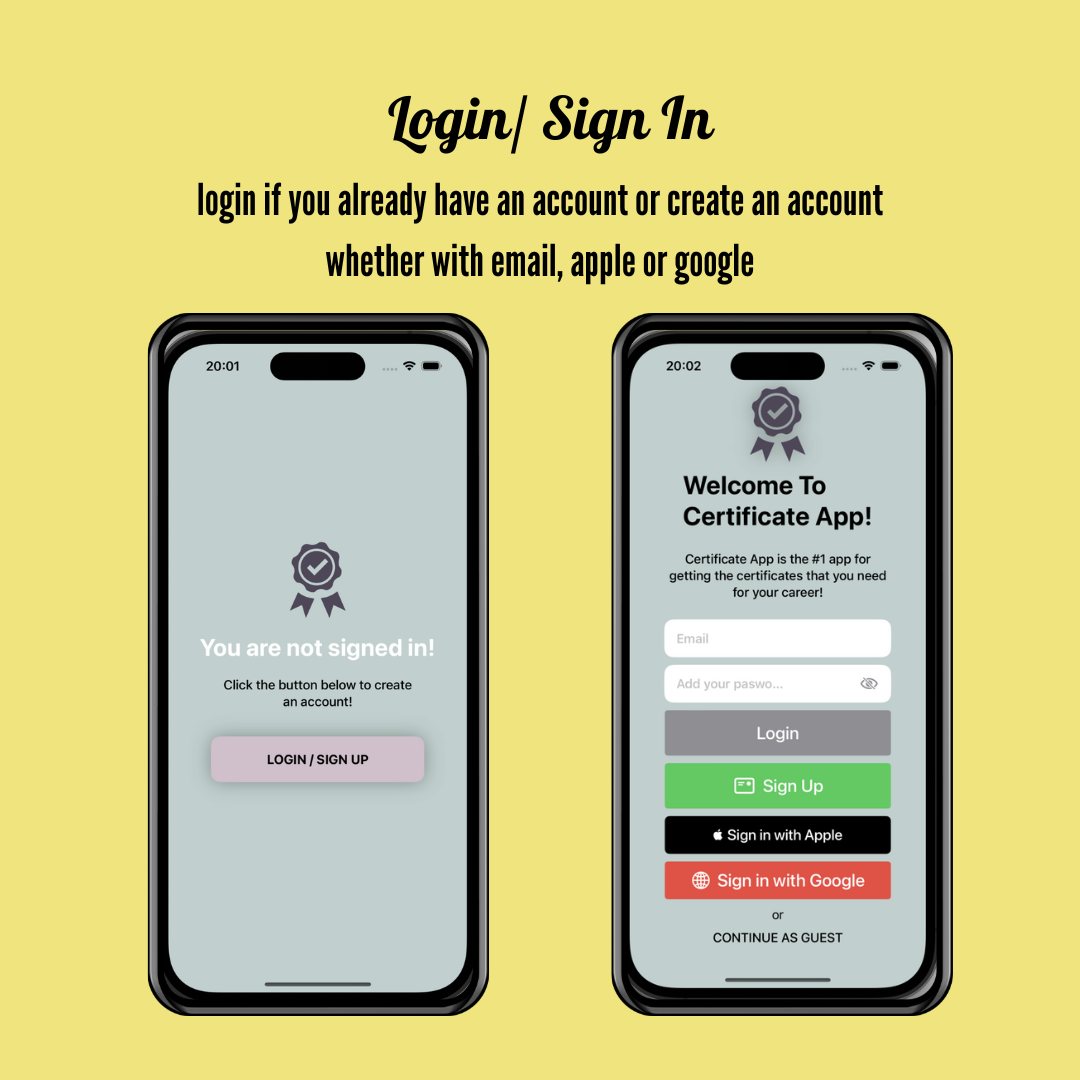 Login/ Sign In
login if you already have an account or create an account
whether with email, apple or google
20:01
You are not signed in!
Click the button below to create
an account!
LOGIN / SIGN UP
20:02
Welcome To
Certificate App!
Certificate App is the #1 app for
getting the certificates that you need
for your career!
Email
Add your paswo...
Login
Sign Up
Sign in with Apple
Sign in with Google
or
CONTINUE AS GUEST